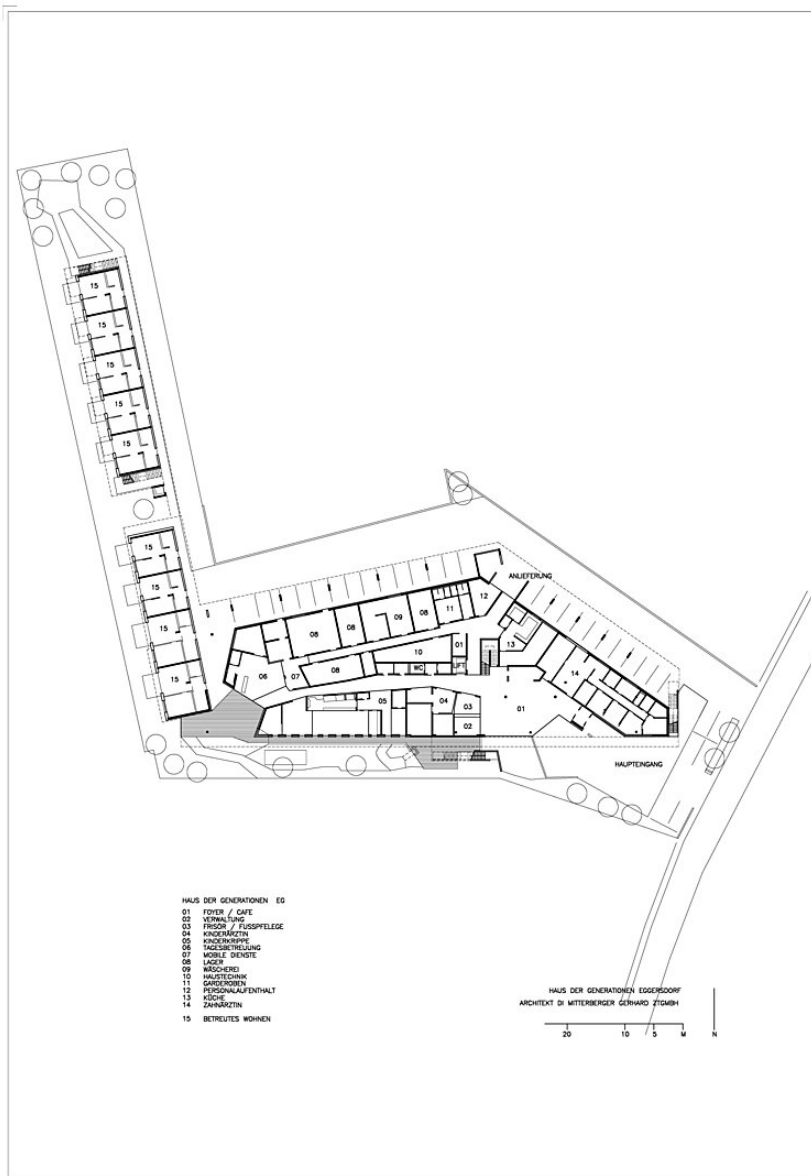 15
15
15
15
15
15
15
15
15
ANLIEFERUNG
12
11
08
09
08
08
13
10
01
14
06
07
08
WC
LIFT
05
04
03
01
02
HAUPTEINGANG
HAUS DER GENERATIONEN EG
01 FOYER / CAFE
02 VERWALTUNG
03 FRISÖR / FUSSPFELEGE
04 KINDERÄRZTIN
05 KINDERKRIPPE
06 TAGESBETREUUNG
07 MOBILE DIENSTE
08 LAGER
09 WÄSCHEREI
10 HAUSTECHNIK
11 GARDEROBEN
12 PERSONALAUFENTHALT
13 KÜCHE
14 ZAHNÄRZTIN
15 BETREUTES WOHNEN
HAUS DER GENERATIONEN EGGERSDORF
ARCHITEKT DI MITTERBERGER GERHARD ZTGMBH
20 10 5 M N